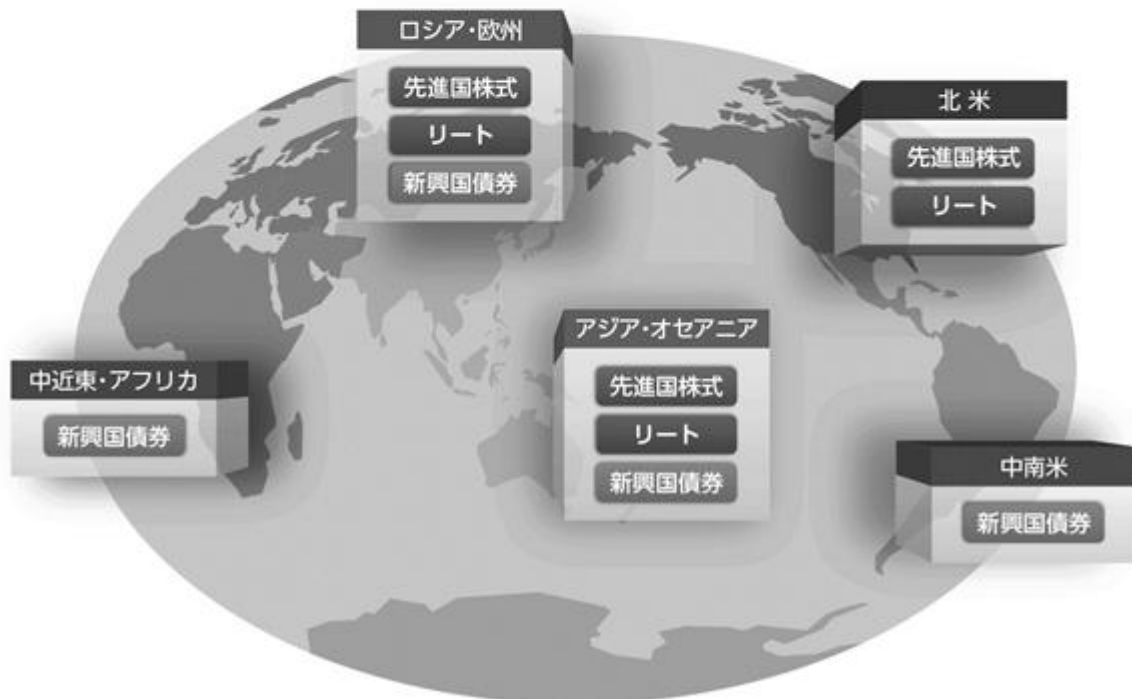 ロシア・欧州
先進国株式
リート
新興国債券
北米
先進国株式
リート
アジア・オセアニア
先進国株式
リート
新興国債券
中近東・アフリカ
新興国債券
中南米
新興国債券